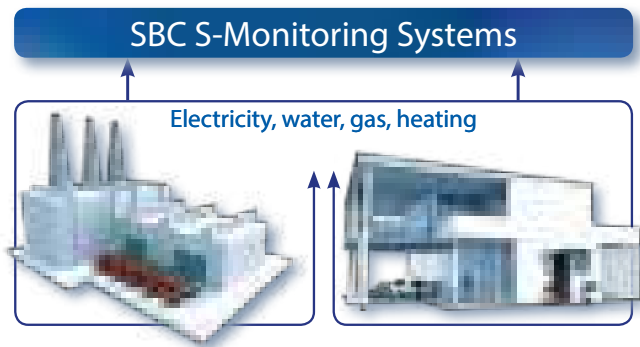 SBC S-Monitoring Systems
Electricity, water, gas, heating